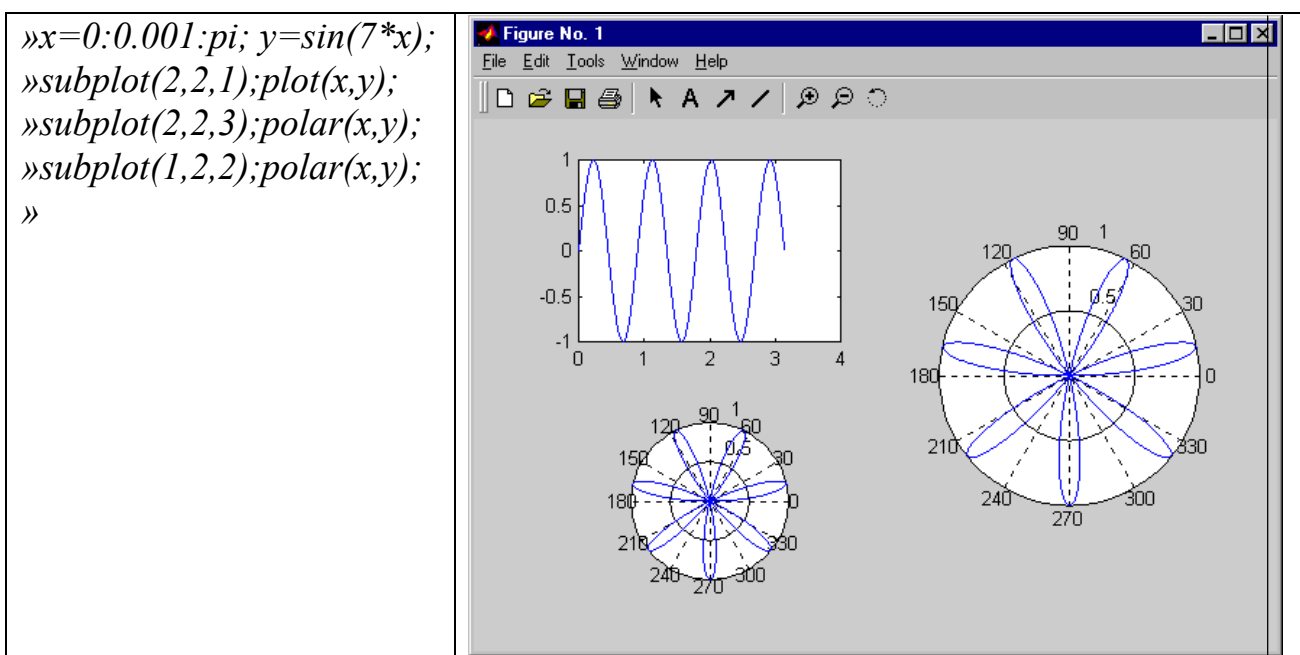 »x=0:0.001:pi; y=sin(7*x);
»subplot(2,2,1);plot(x,y);
»subplot(2,2,3);polar(x,y);
»subplot(1,2,2);polar(x,y);
»
Figure No. 1
File Edit Tools Window Help
A
1
0.5
0
-0.5
-1
0 1 2 3 4
90 1
120 60
0.5
150 30
180 0
210 330
240 300
270
90 1
120 60
0.5
150 30
180 0
210 330
240 300
270